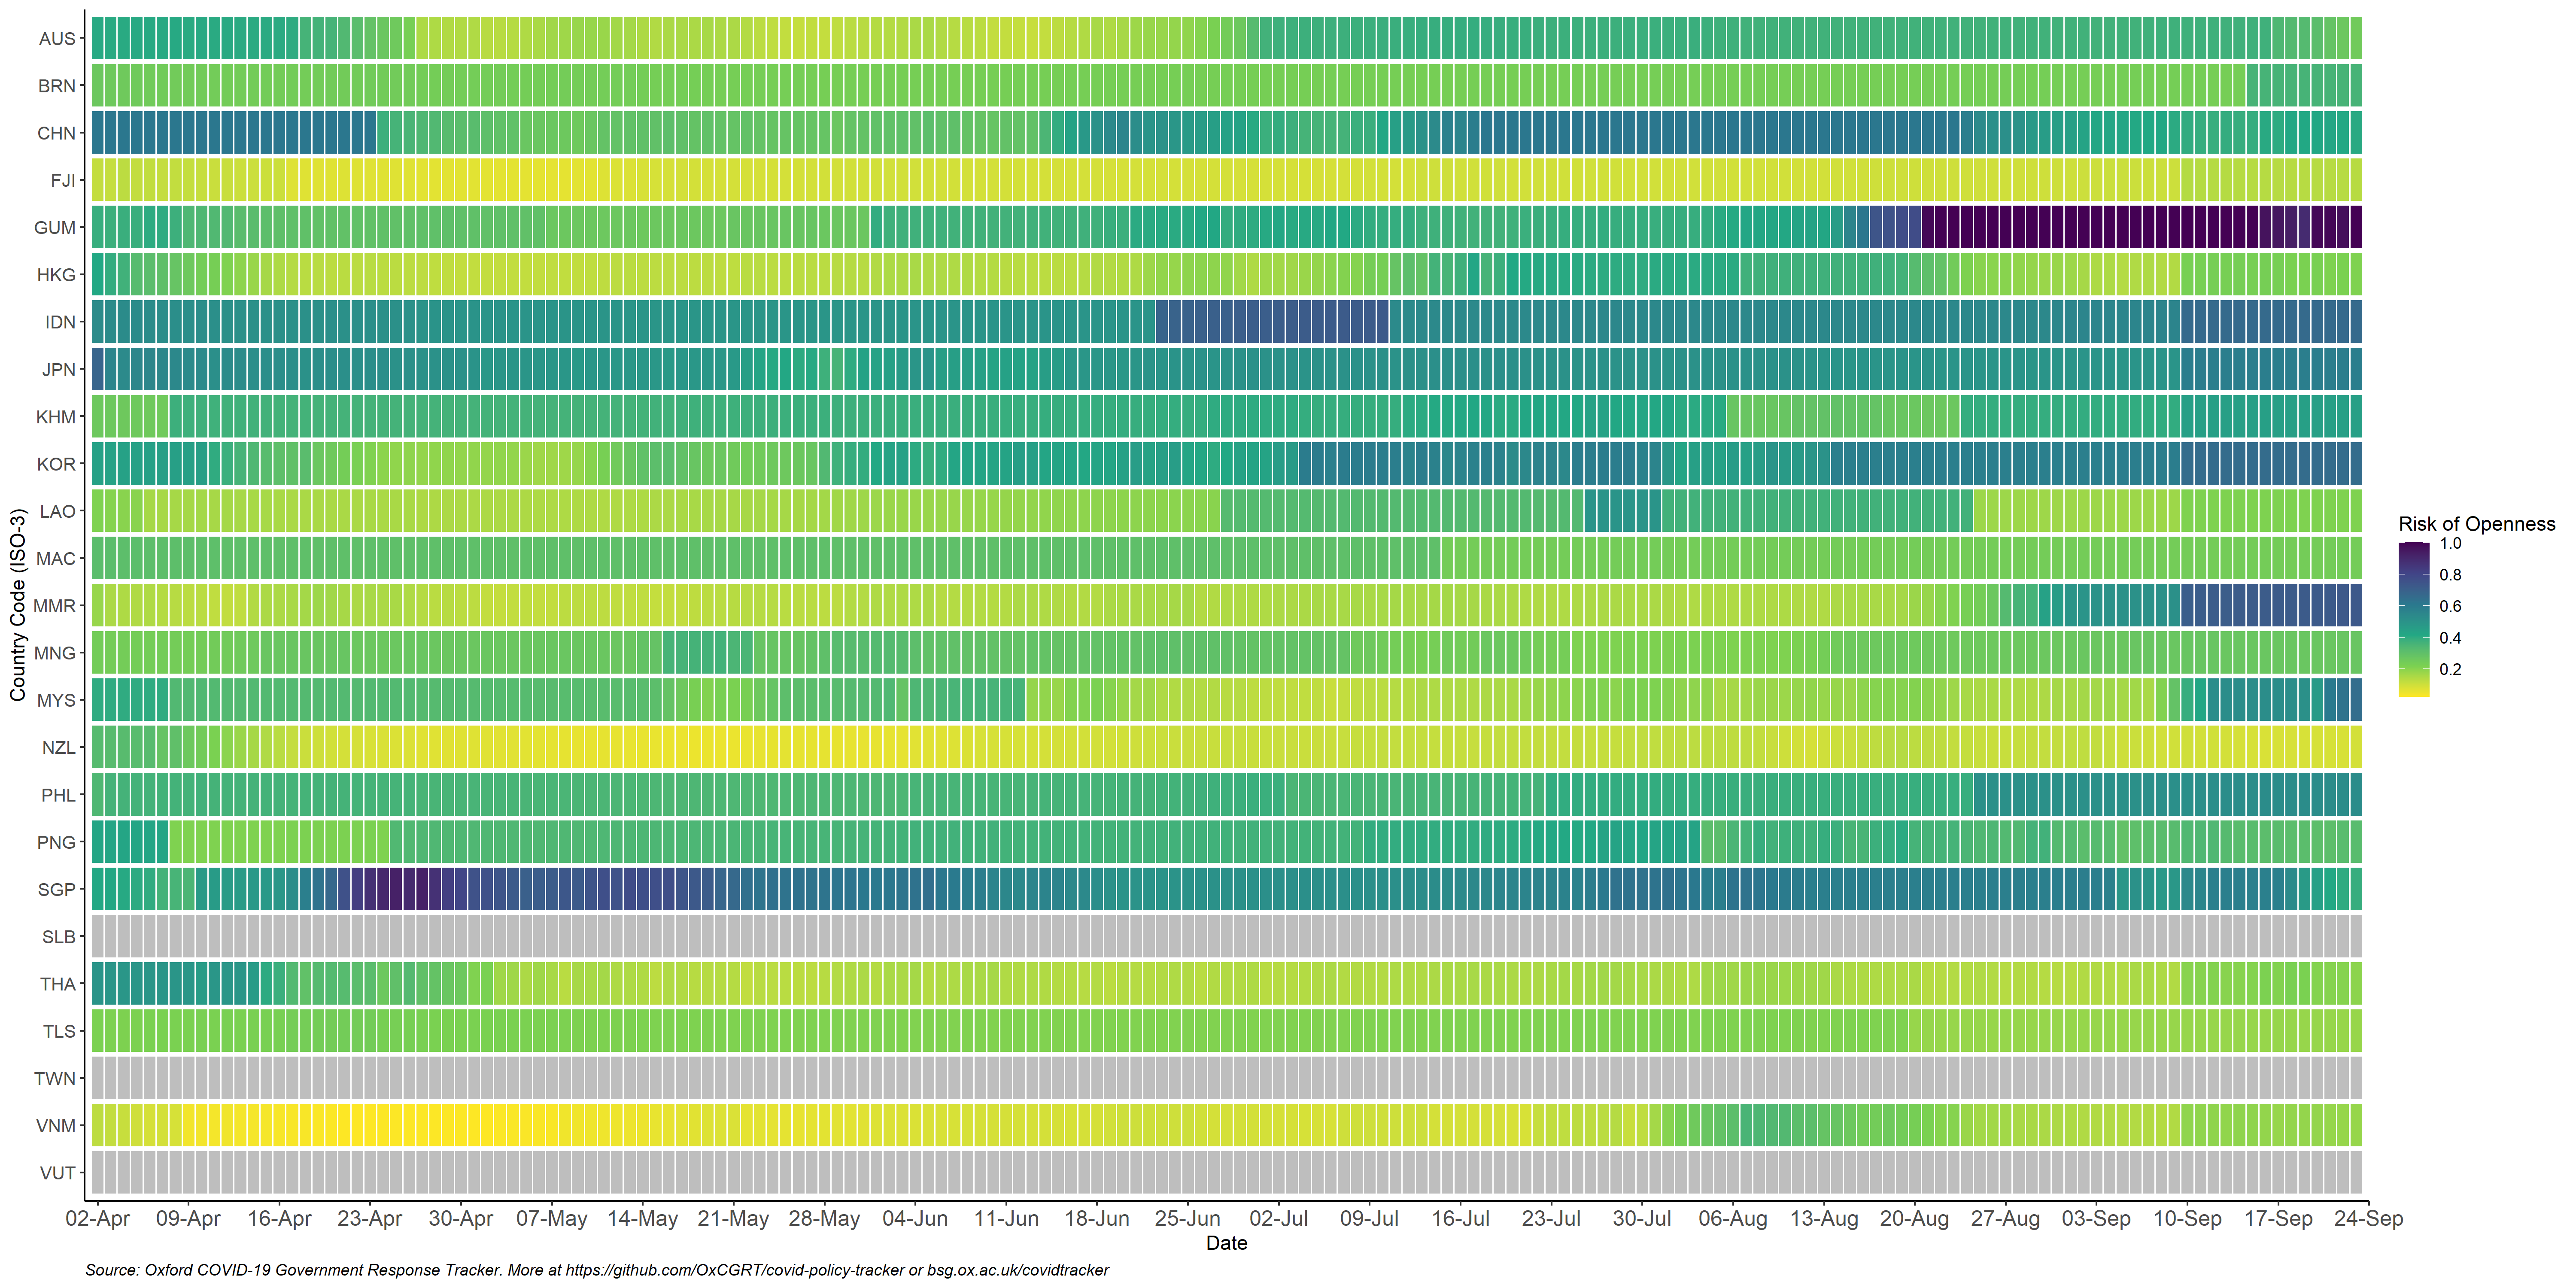 Country Code (ISO-3)
AUS
BRN
CHN
FJI
GUM
HKG
IDN
JPN
KHM
KOR
LAO
MAC
MMR
MNG
MYS
NZL
PHL
PNG
SGP
SLB
THA
TLS
TWN
VNM
VUT
Risk of Openness
1.0
0.8
0.6
0.4
0.2
02-Apr 09-Apr 16-Apr 23-Apr 30-Apr 07-May 14-May 21-May 28-May 04-Jun 11-Jun 18-Jun 25-Jun 02-Jul 09-Jul 16-Jul 23-Jul 30-Jul 06-Aug 13-Aug 20-Aug 27-Aug 03-Sep 10-Sep 17-Sep 24-Sep
Date
Source: Oxford COVID-19 Government Response Tracker. More at https://github.com/OxCGRT/covid-policy-tracker or bsg.ox.ac.uk/covidtracker